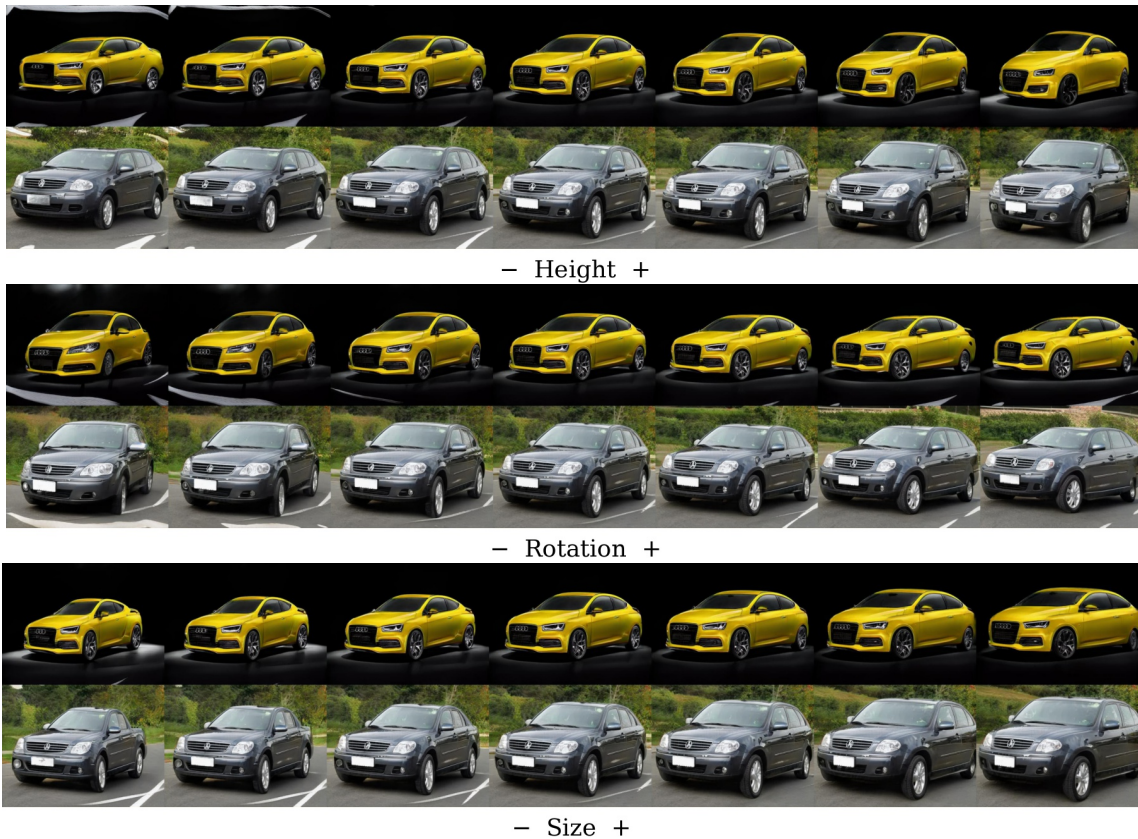 − Height +
− Rotation +
− Size +